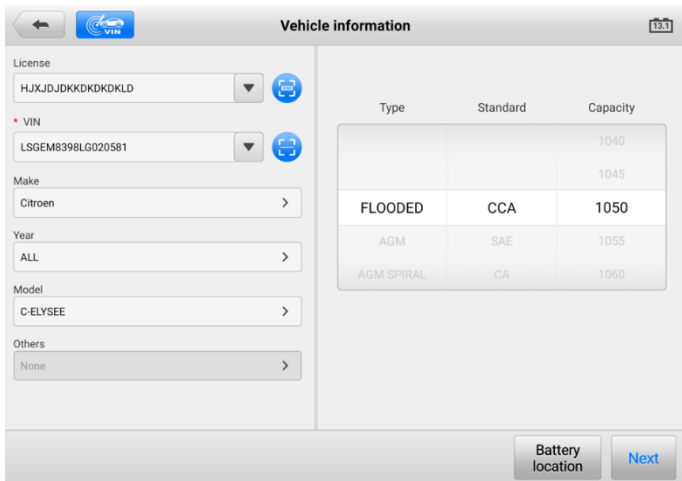 VIN
Vehicle information
13.1
License
HJXJDJDKKDKDKDKLD
* VIN
LSGEM8398LG020581
Make
Citroen
Year
ALL
Model
C-ELYSEE
Others
None
Type Standard Capacity
1040
1045
FLOODED CCA 1050
AGM SAE 1055
AGM SPIRAL CA 1060
Battery
location
Next